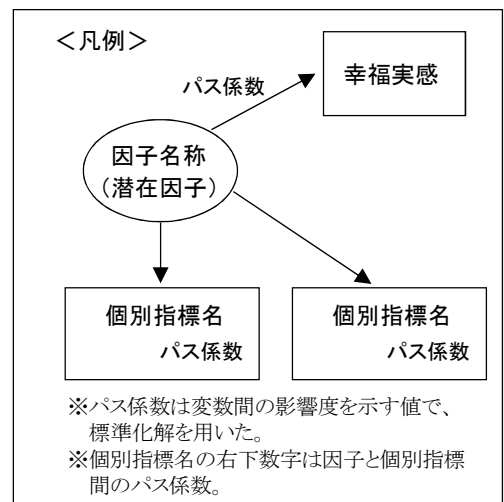 ＜凡例＞
幸福実感
パス係数
因子名称
（潜在因子）
個別指標名
パス係数
個別指標名
パス係数
※パス係数は変数間の影響度を示す値で、
標準化解を用いた。
※個別指標名の右下数字は因子と個別指標
間のパス係数。